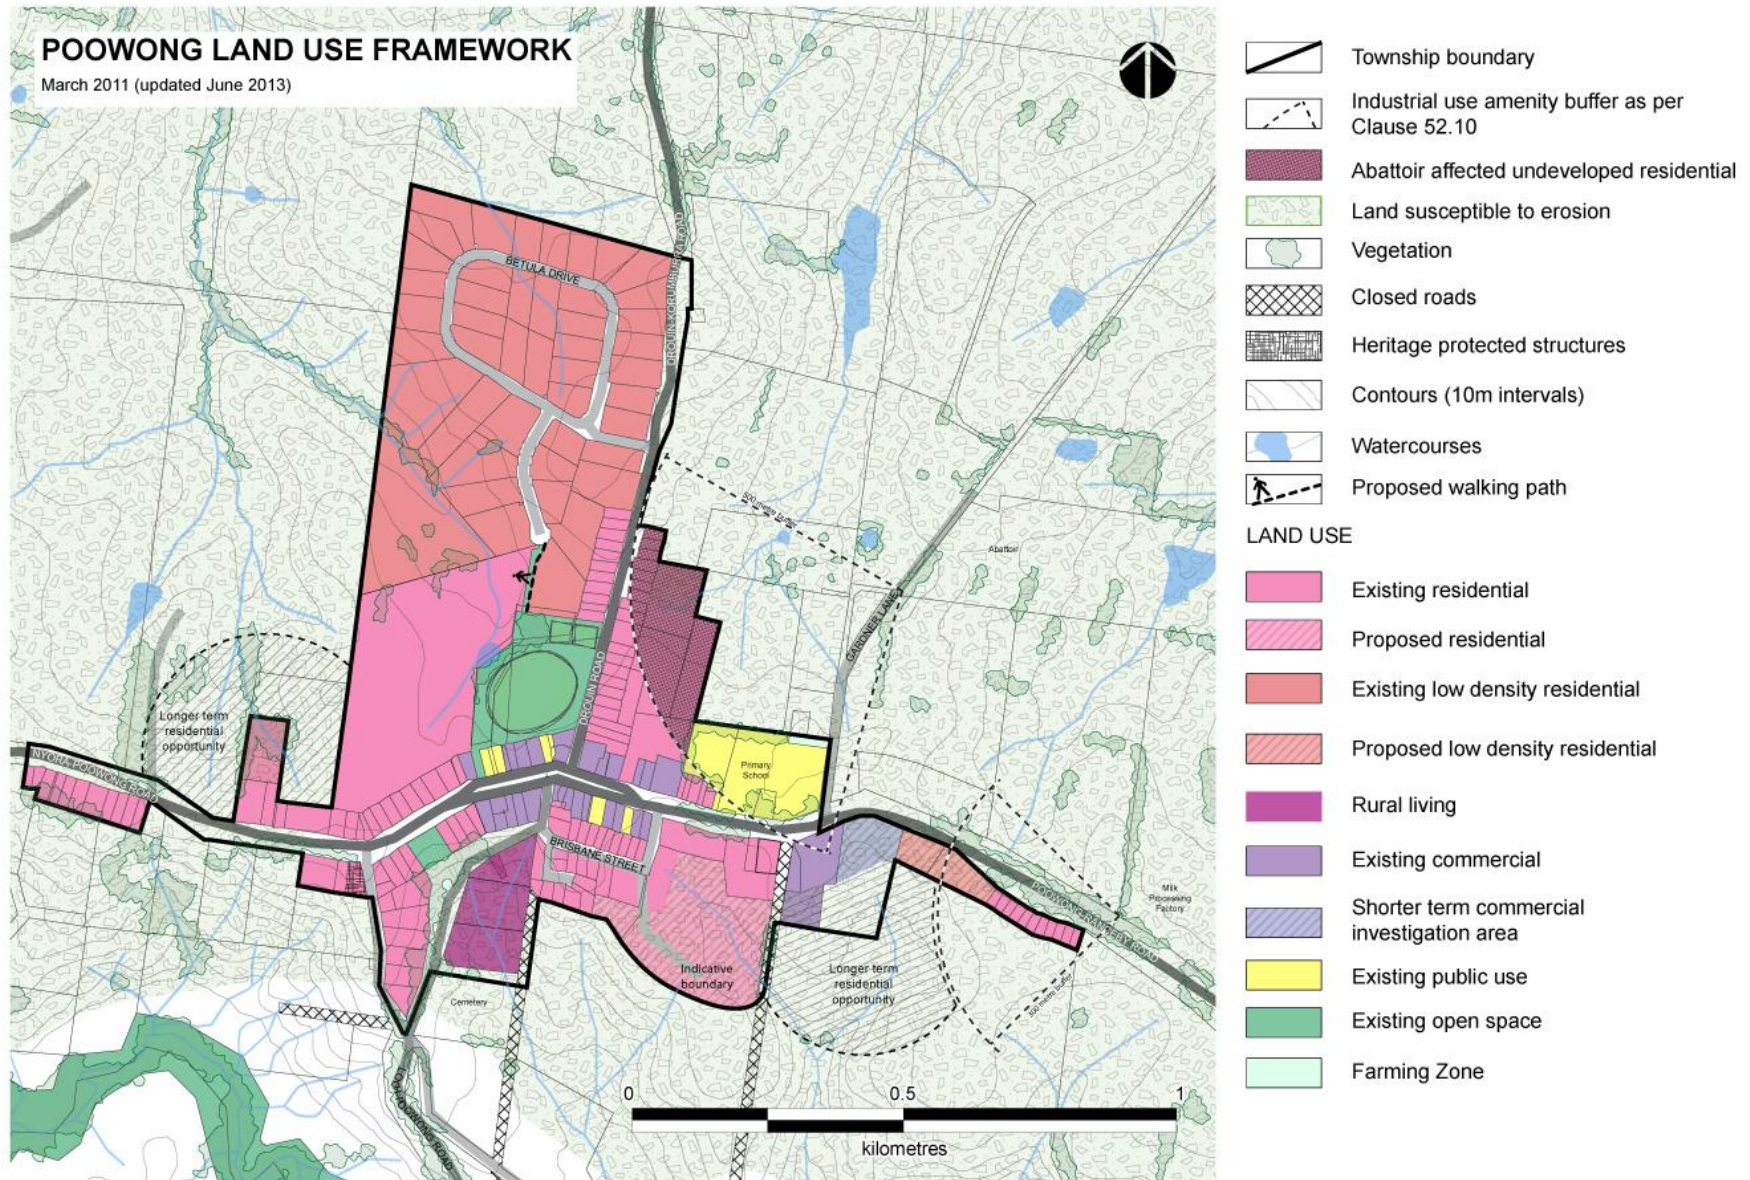 POOWONG LAND USE FRAMEWORK
March 2011 (updated June 2013)
BETULA DRIVE
DROUIN-KORUMBURRA ROAD
500 metre buffer
Abattoir
GARDNER LANE
DROUIN ROAD
Longer term
residential
opportunity
NYORA-POOWONG ROAD
Primary
School
BRISBANE STREET
POOWONG-RANCEBY ROAD
Milk
Processing
Factory
Indicative
boundary
Longer term
residential
opportunity
Cemetery
300 metre buffer
0
0.5
1
kilometres
Township boundary
Industrial use amenity buffer as per
Clause 52.10
Abattoir affected undeveloped residential
Land susceptible to erosion
Vegetation
Closed roads
Heritage protected structures
Contours (10m intervals)
Watercourses
Proposed walking path
LAND USE
Existing residential
Proposed residential
Existing low density residential
Proposed low density residential
Rural living
Existing commercial
Shorter term commercial
investigation area
Existing public use
Existing open space
Farming Zone